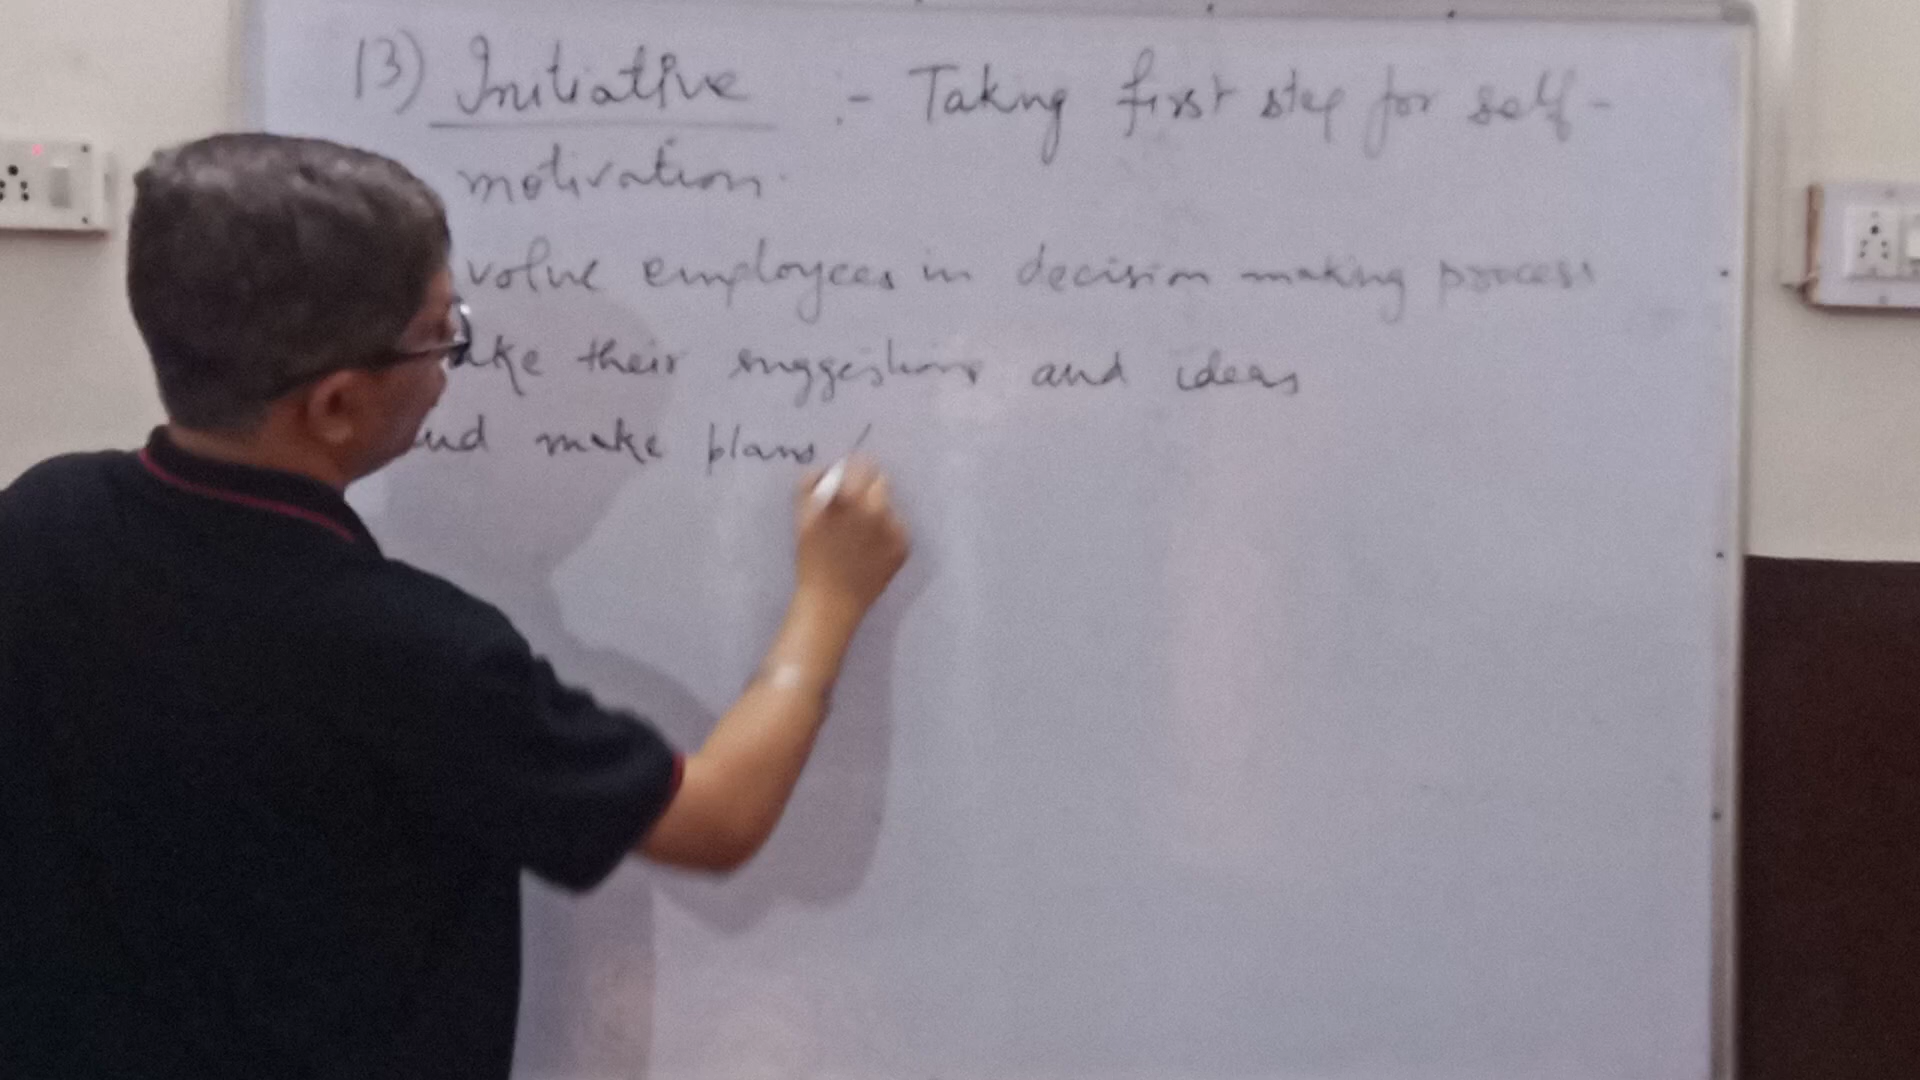 13) Initiative :- Taking first step for self-
motivation.
volve employees in decision making process
ake their suggestions and ideas
nd make plans